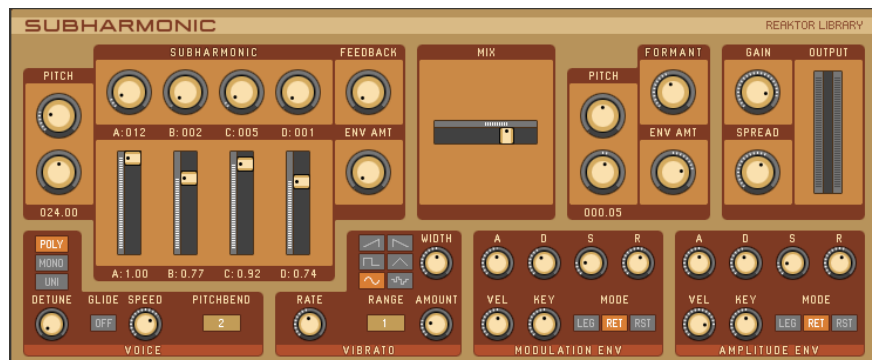 SUBHARMONIC
REAKTOR LIBRARY
SUBHARMONIC
FEEDBACK
MIX
FORMANT
GAIN
OUTPUT
PITCH
PITCH
A:012 B:002 C:005 D:001
ENV AMT
ENV AMT
SPREAD
024.00
000.05
A:1.00 B:0.77 C:0.92 D:0.74
POLY
MONO
UNI
WIDTH
A D S R
A D S R
DETUNE GLIDE SPEED PITCHBEND
OFF
2
RATE RANGE AMOUNT
1
VEL KEY MODE
LEG RET RST
VEL KEY MODE
LEG RET RST
VOICE
VIBRATO
MODULATION ENV
AMPLITUDE ENV